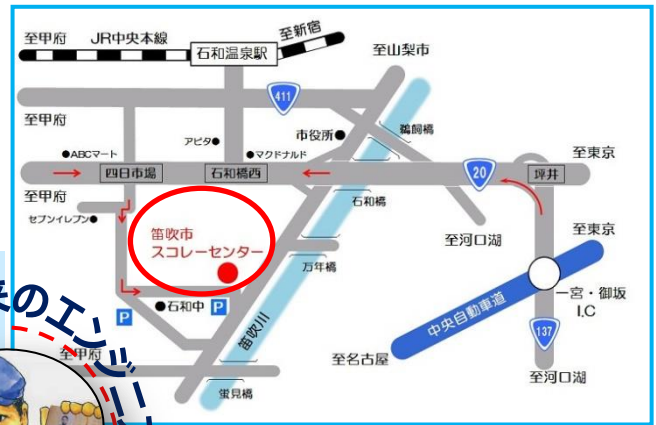 至甲府
JR中央本線
至新宿
石和温泉駅
至山梨市
411
至甲府
アピタ
市役所
鵜飼橋
ABCマート
マクドナルド
至東京
四日市場
石和橋西
20
坪井
至甲府
石和橋
セブンイレブン
笛吹市
スコレーセンター
至東京
至河口湖
万年橋
一宮・御坂
I.C
石和中
P
P
中央自動車道
笛吹川
137
至甲府
至名古屋
至河口湖
蛍見橋
のエンジ